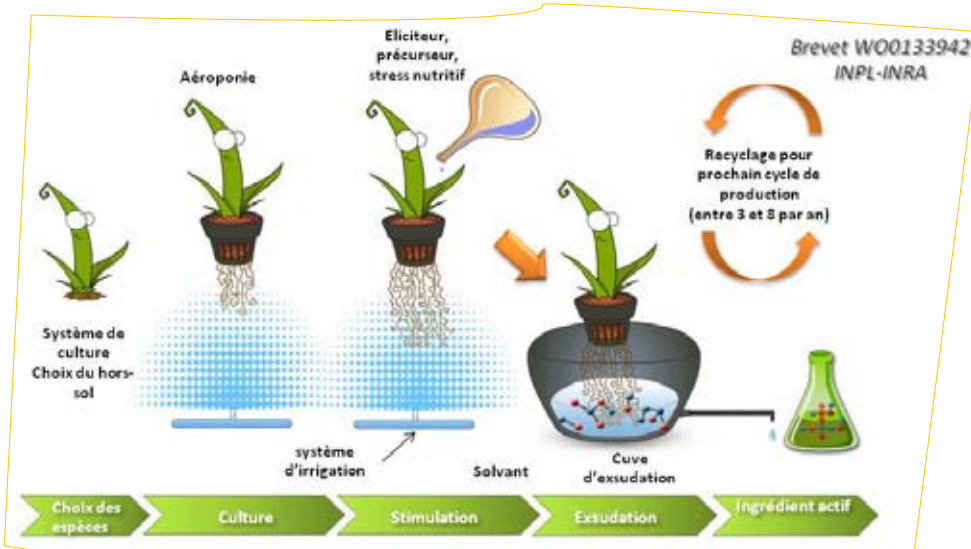 Eliciteur,
précurseur,
stress nutritif
Aéroponie
Brevet WO0133942
INPL-INRA
Recyclage pour
prochain cycle de
production
(entre 3 et 8 par an)
Système de
culture
Choix du hors-
sol
système
d'irrigation
Solvant
Cuve
d'exsudation
Choix des
espèces
Culture
Stimulation
Exsudation
Ingrédient actif